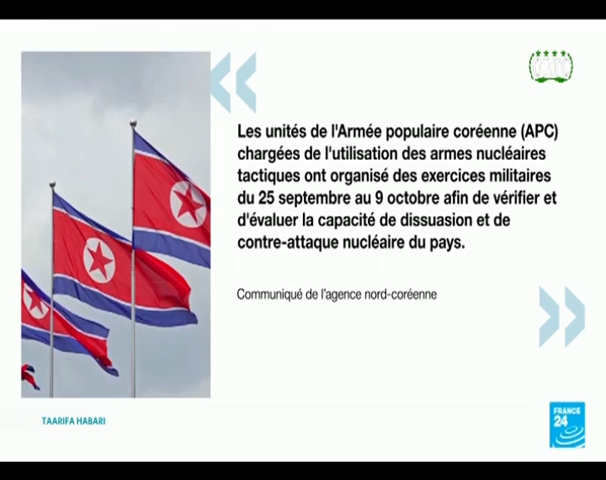 Les unités de l'Armée populaire coréenne (APC)
chargées de l'utilisation des armes nucléaires
tactiques ont organisé des exercices militaires
du 25 septembre au 9 octobre afin de vérifier et
d'évaluer la capacité de dissuasion et de
contre-attaque nucléaire du pays.
Communiqué de l'agence nord-coréenne
TAARIFA HABARI
FRANCE
24